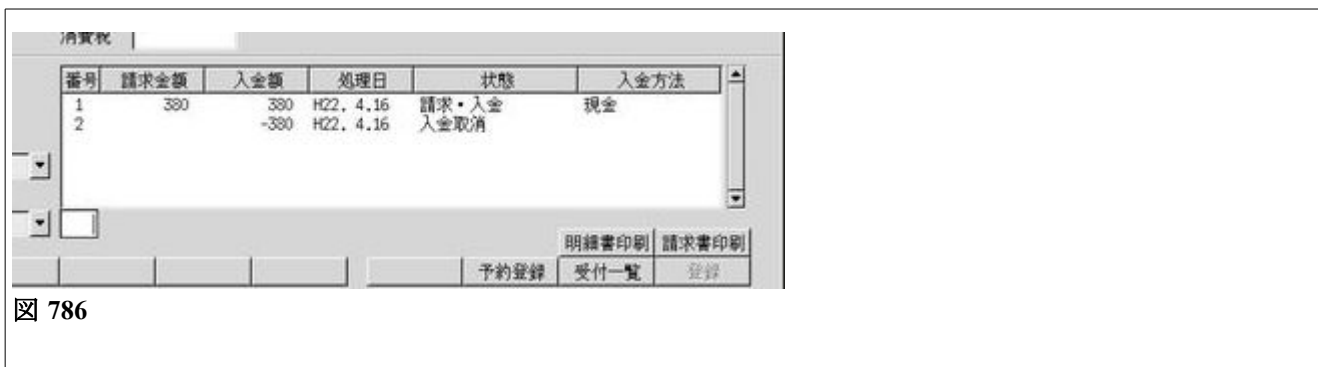 消費税
番号 請求金額 入金額 処理日 状態 入金方法
1 380 380 H22. 4.16 請求・入金 現金
2 -380 H22. 4.16 入金取消
明細書印刷 請求書印刷
予約登録 受付一覧 登録
図 786